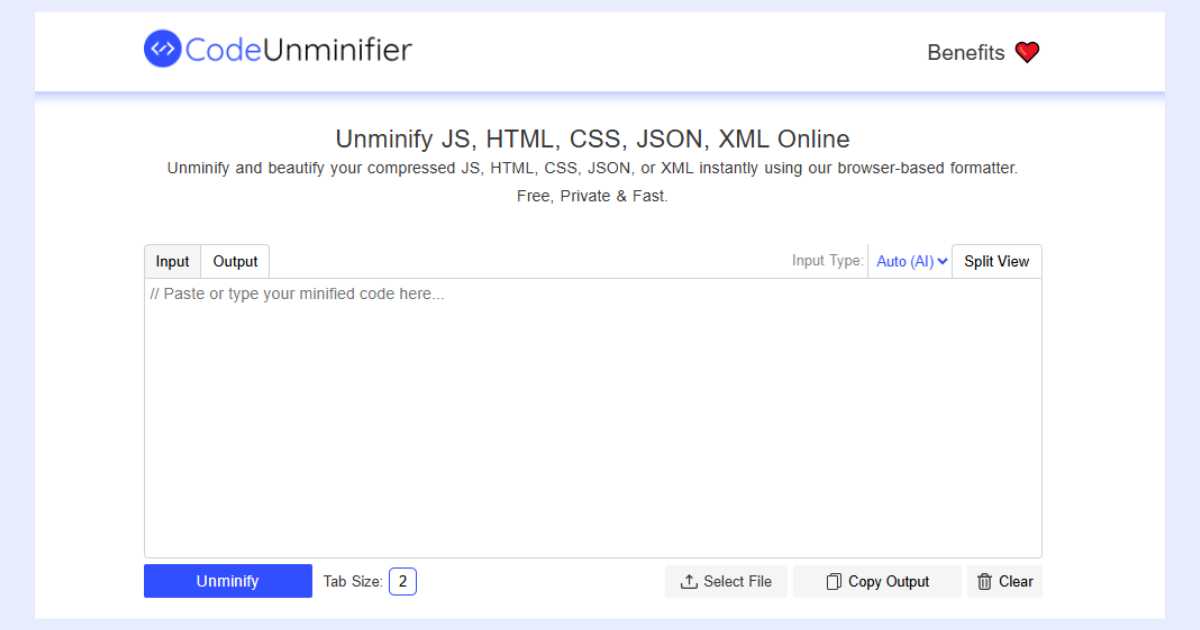 CodeUnminifier
Benefits
Unminify JS, HTML, CSS, JSON, XML Online
Unminify and beautify your compressed JS, HTML, CSS, JSON, or XML instantly using our browser-based formatter.
Free, Private & Fast.
Input Output Input Type: Auto (AI) Split View
// Paste or type your minified code here...
Unminify Tab Size: 2 Select File Copy Output Clear